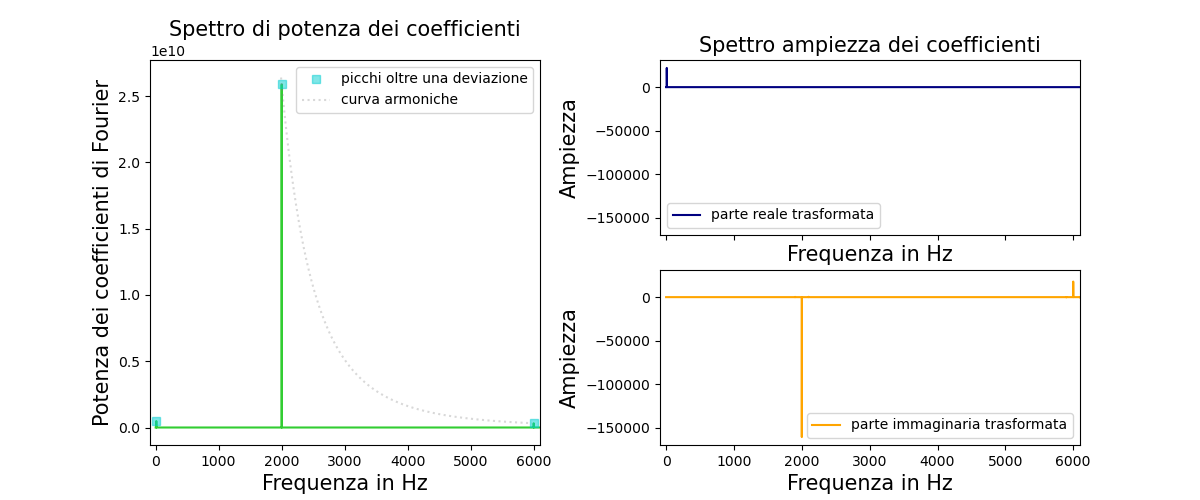 Spettro di potenza dei coefficienti
1e10
picchi oltre una deviazione
curva armoniche
2.5
2.0
1.5
1.0
0.5
0.0
Potenza dei coefficienti di Fourier
0 1000 2000 3000 4000 5000 6000
Frequenza in Hz
Spettro ampiezza dei coefficienti
0
−50000
−100000
−150000
Ampiezza
parte reale trasformata
Frequenza in Hz
0
−50000
−100000
−150000
Ampiezza
parte immaginaria trasformata
0 1000 2000 3000 4000 5000 6000
Frequenza in Hz